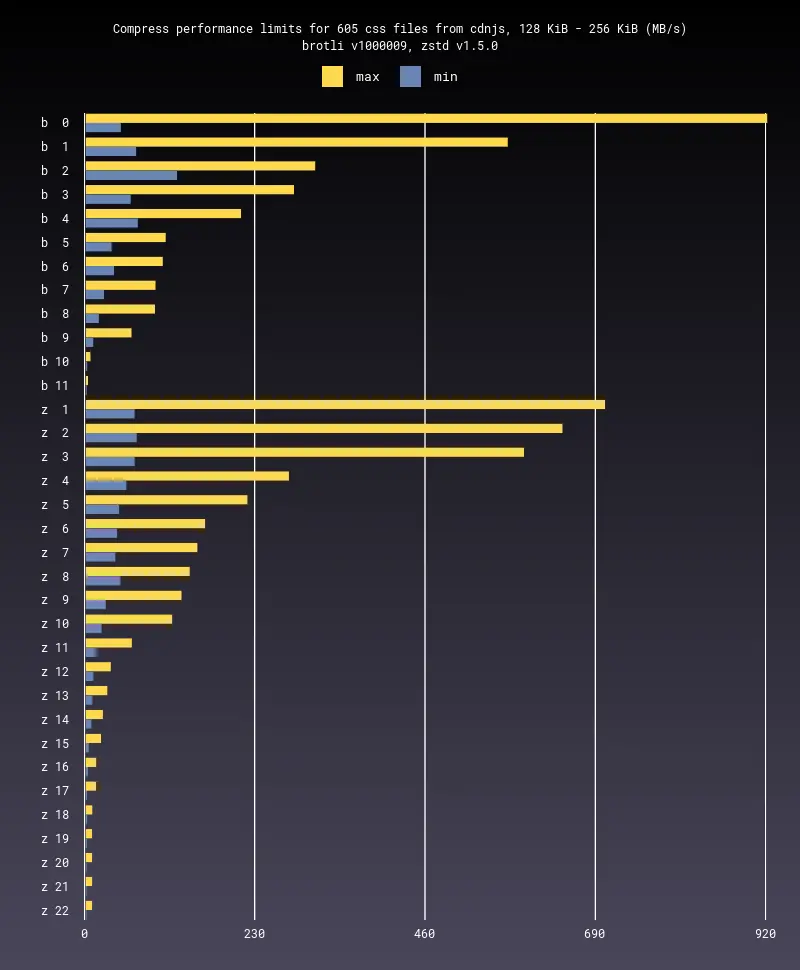 Compress performance limits for 605 css files from cdnjs, 128 KiB - 256 KiB (MB/s)
brotli v1000009, zstd v1.5.0
max min
b 0
b 1
b 2
b 3
b 4
b 5
b 6
b 7
b 8
b 9
b 10
b 11
z 1
z 2
z 3
z 4
z 5
z 6
z 7
z 8
z 9
z 10
z 11
z 12
z 13
z 14
z 15
z 16
z 17
z 18
z 19
z 20
z 21
z 22
0 230 460 690 920